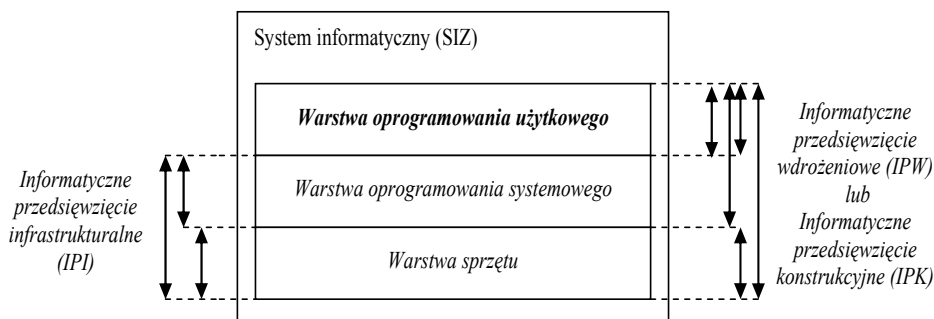 System informatyczny (SIZ)
Warstwa oprogramowania użytkowego
Warstwa oprogramowania systemowego
Warstwa sprzętu
Informatyczne
przedsięwzięcie
infrastrukturalne
(IPI)
Informatyczne
przedsięwzięcie
wdrożeniowe (IPW)
lub
Informatyczne
przedsięwzięcie
konstrukcyjne (IPK)